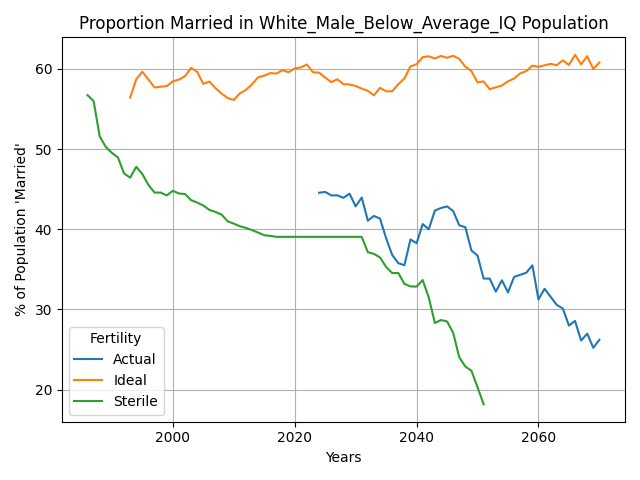 Proportion Married in White_Male_Below_Average_IQ Population
% of Population 'Married'
60
50
40
30
20
Fertility
Actual
Ideal
Sterile
2000
2020
2040
2060
Years